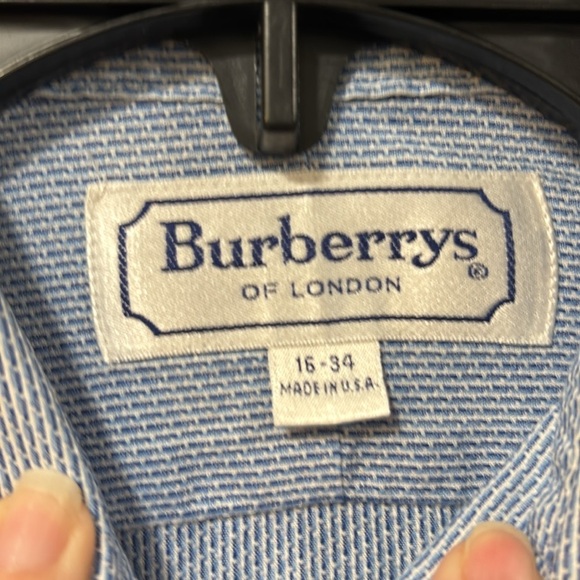 Burberrys®
OF LONDON
16-34
MADE IN U.S.A.